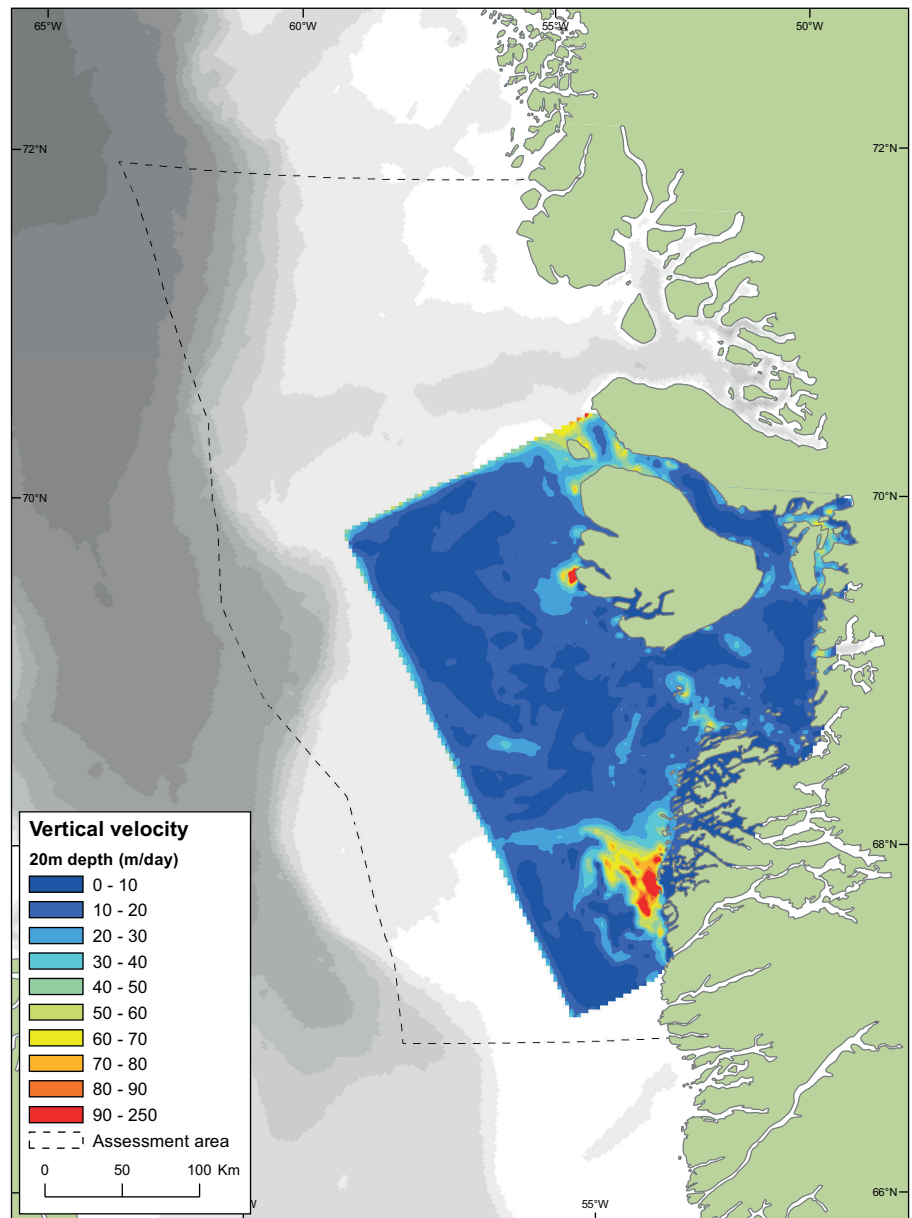 65°W 60°W 55°W 50°W
72°N 72°N
70°N 70°N
68°N 68°N
Vertical velocity
20m depth (m/day)
0 - 10
10 - 20
20 - 30
30 - 40
40 - 50
50 - 60
60 - 70
70 - 80
80 - 90
90 - 250
Assessment area
0 50 100 Km
66°N 66°N
55°W